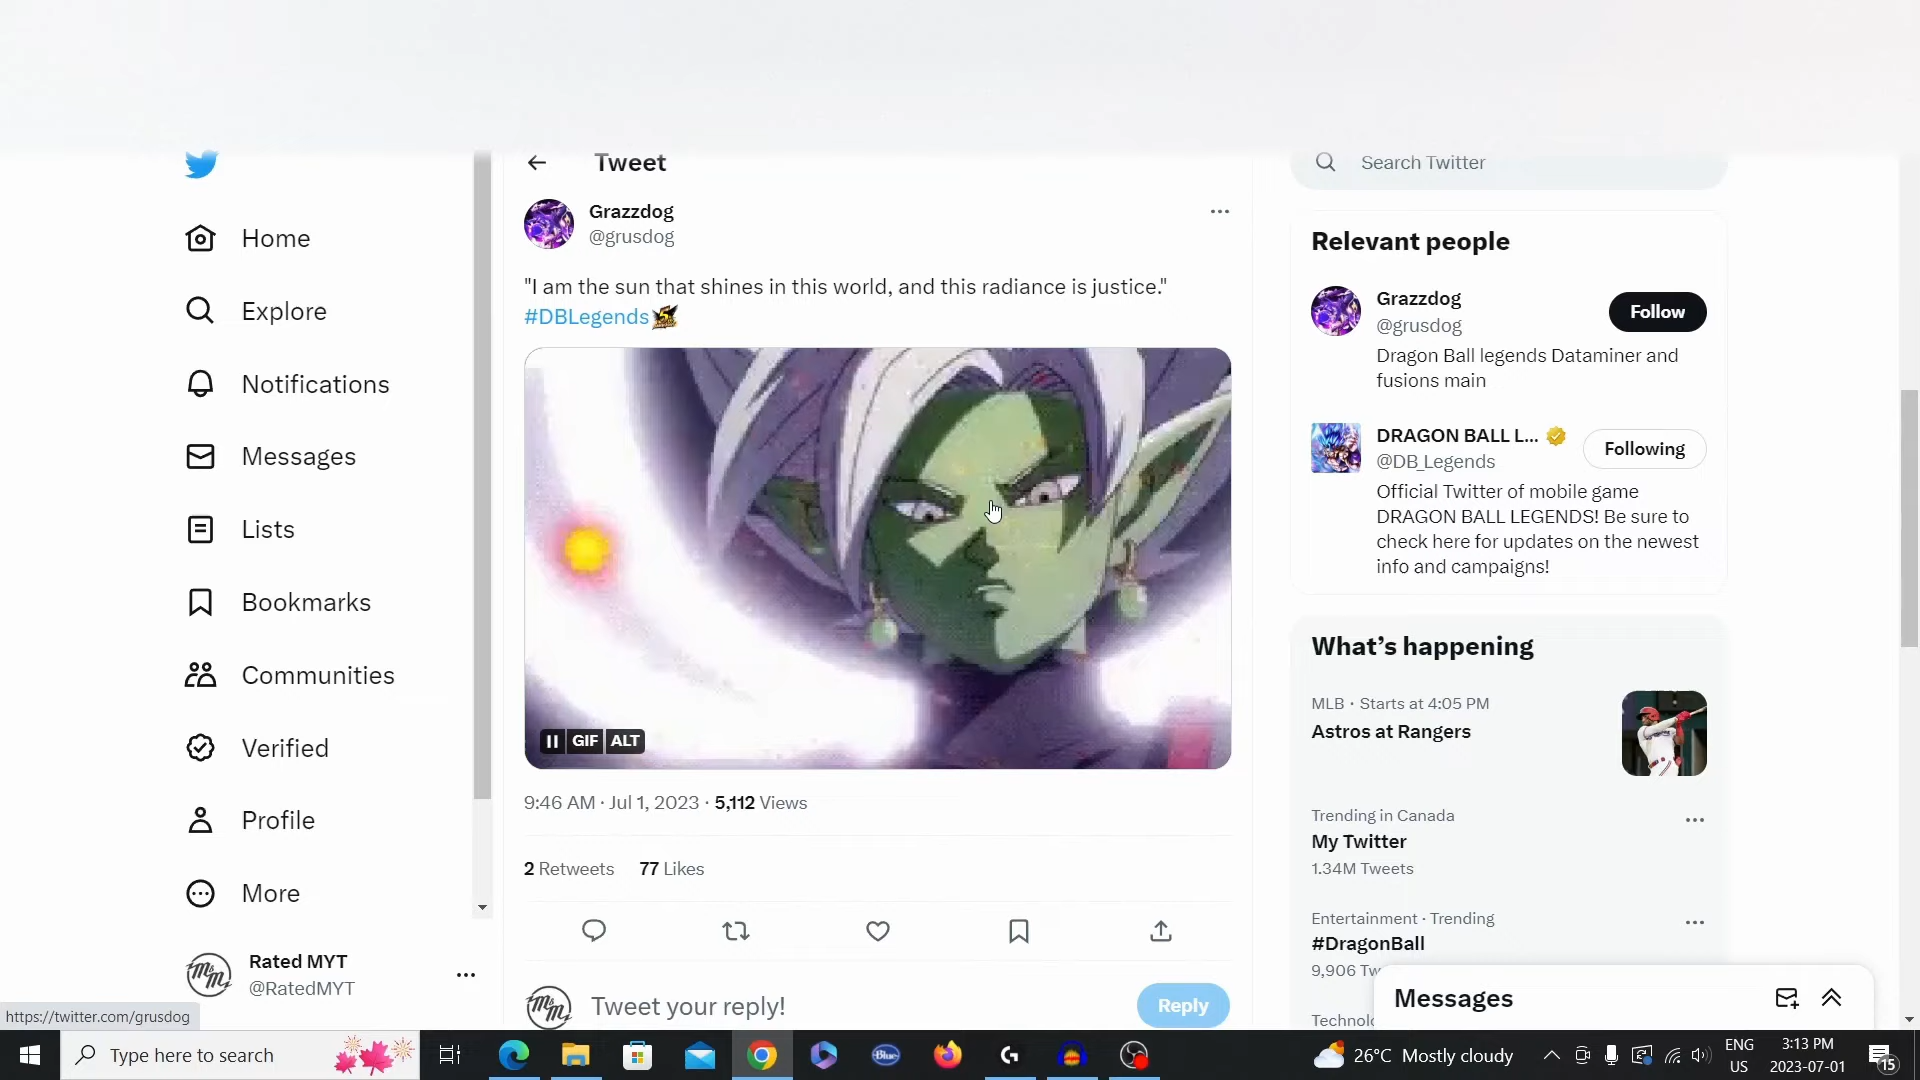 Tweet
Search Twitter
Home
Explore
Notifications
Messages
Lists
Bookmarks
Communities
Verified
Profile
More
Rated MYT
@RatedMYT
https://twitter.com/grusdog
Grazzdog
@grusdog
"I am the sun that shines in this world, and this radiance is justice."
#DBLegends
GIF ALT
9:46 AM · Jul 1, 2023 · 5,112 Views
2 Retweets 77 Likes
Tweet your reply!
Reply
Relevant people
Grazzdog
@grusdog
Follow
Dragon Ball legends Dataminer and
fusions main
DRAGON BALL L...
@DB_Legends
Following
Official Twitter of mobile game
DRAGON BALL LEGENDS! Be sure to
check here for updates on the newest
info and campaigns!
What's happening
MLB · Starts at 4:05 PM
Astros at Rangers
Trending in Canada
My Twitter
1.34M Tweets
Entertainment · Trending
#DragonBall
9,906 Tw
Technolo
Messages
Type here to search
Blue
26°C Mostly cloudy
ENG
US
3:13 PM
2023-07-01
15